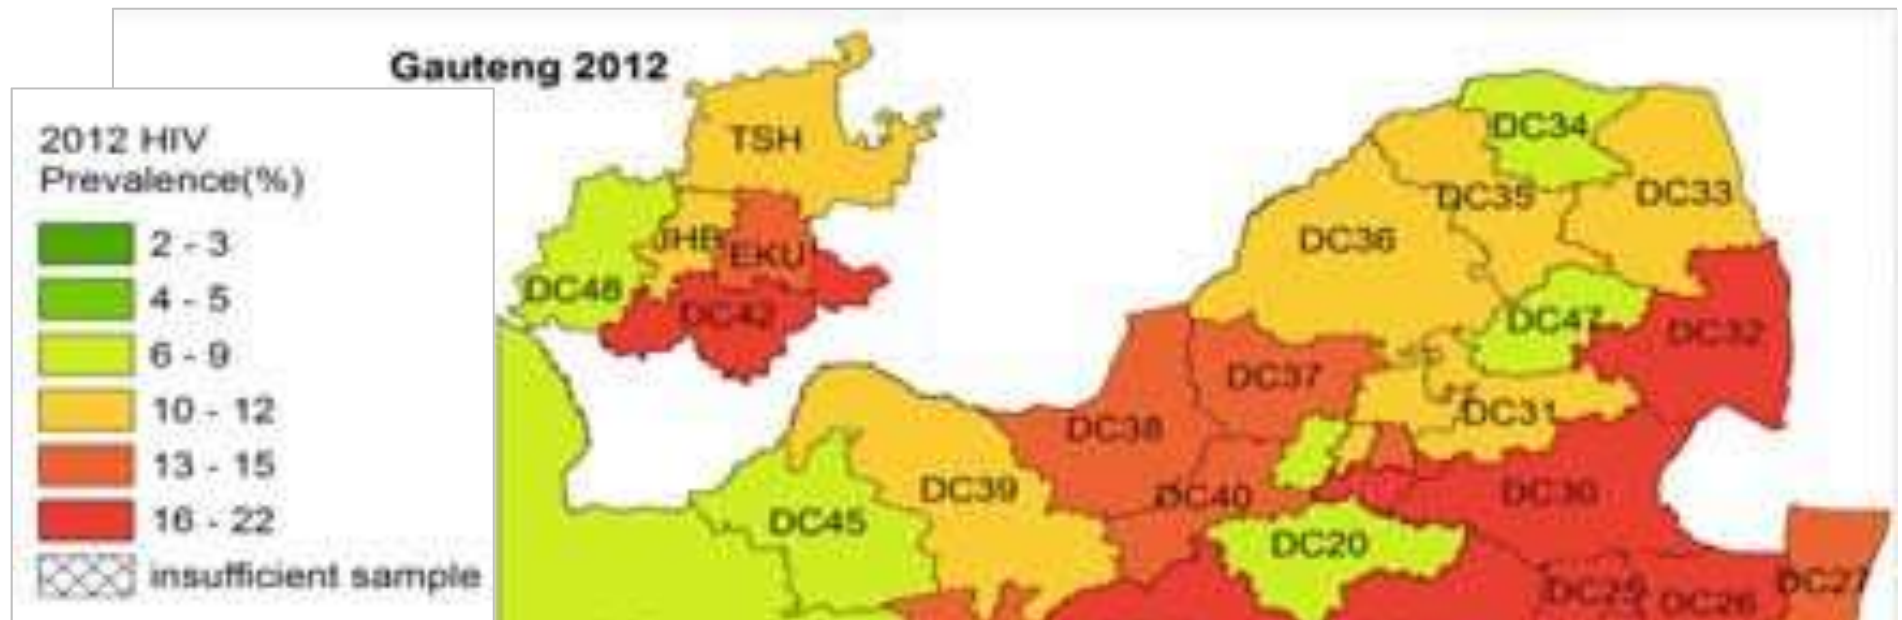 Gauteng 2012
2012 HIV
Prevalence(%)
2 - 3
4 - 5
6 - 9
10 - 12
13 - 15
16 - 22
insufficient sample
TSH
JHB
EKU
DC48
DC42
DC34
DC35
DC33
DC36
DC47
DC32
DC37
DC31
DC38
DC39
DC40
DC30
DC45
DC20
DC25
DC26
DC27